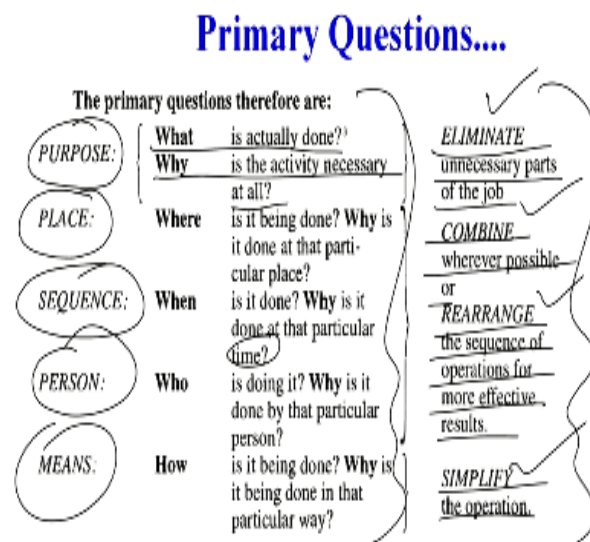 Primary Questions....
The primary questions therefore are:
PURPOSE:
What is actually done?
Why is the activity necessary
at all?
PLACE:
Where is it being done? Why is
it done at that parti-
cular place?
SEQUENCE:
When is it done? Why is it
done at that particular
time?
PERSON:
Who is doing it? Why is it
done by that particular
person?
MEANS:
How is it being done? Why is
it being done in that
particular way?
ELIMINATE
unnecessary parts
of the job
COMBINE
wherever possible
or
REARRANGE
the sequence of
operations for
more effective
results.
SIMPLIFY
the operation.